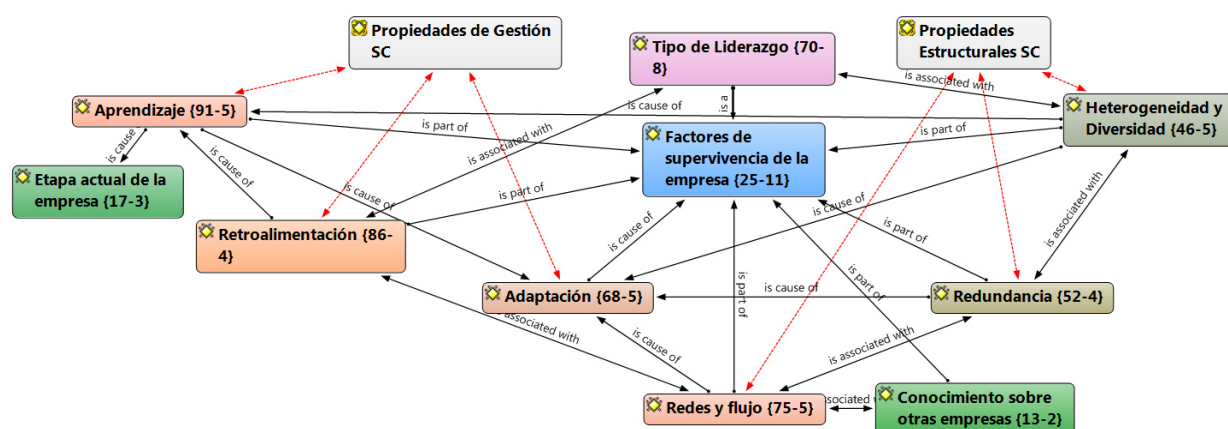 Propiedades de Gestión
SC
Tipo de Liderazgo {70-
8}
Propiedades
Estructurales SC
is associated with
Aprendizaje {91-5}
is cause of
is a
Heterogeneidad y
Diversidad {46-5}
is part of
is part of
is cause of
is associated with
Factores de
supervivencia de la
empresa {25-11}
Etapa actual de la
empresa {17-3}
is cause of
is cause of
is part of
is cause of
is associated with
Retroalimentación {86-
4}
is cause of
is part of
is part of
is part of
Adaptación {68-5}
is cause of
Redundancia {52-4}
associated with
is cause of
is associated with
Redes y flujo {75-5}
associated with
Conocimiento sobre
otras empresas {13-2}